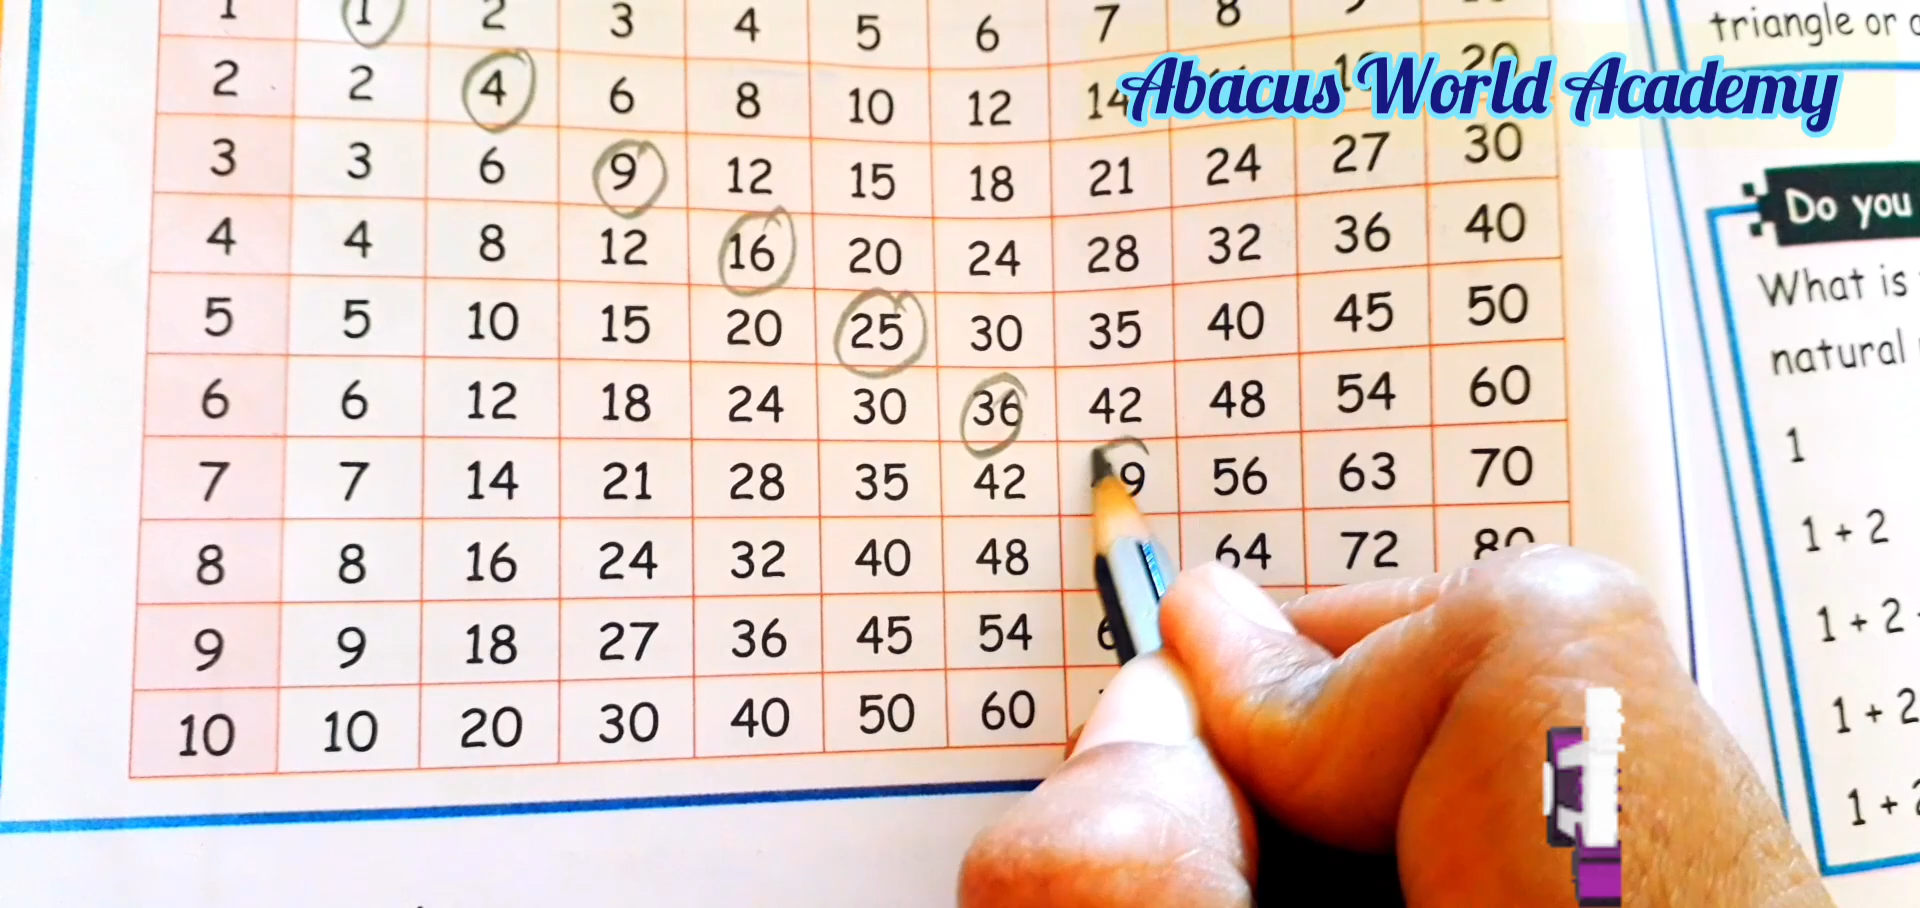 1 1 2 3 4 5 6 7 8
2 2 4 6 8 10 12 14 20
Abacus World Academy
3 3 6 9 12 15 18 21 24 27 30
4 4 8 12 16 20 24 28 32 36 40
5 5 10 15 20 25 30 35 40 45 50
6 6 12 18 24 30 36 42 48 54 60
7 7 14 21 28 35 42 9 56 63 70
8 8 16 24 32 40 48 64 72 80
9 9 18 27 36 45 54 6
10 10 20 30 40 50 60
triangle or
Do you
What is
natural
1
1 + 2
1 + 2
1 + 2
1 + 2